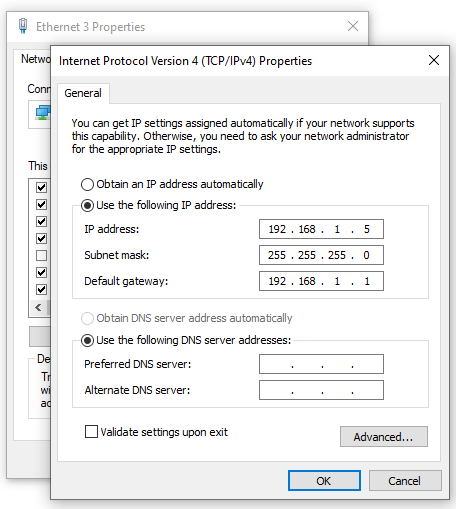 Ethernet 3 Properties
Internet Protocol Version 4 (TCP/IPv4) Properties
General
You can get IP settings assigned automatically if your network supports
this capability. Otherwise, you need to ask your network administrator
for the appropriate IP settings.
Obtain an IP address automatically
Use the following IP address:
IP address: 192 . 168 . 1 . 5
Subnet mask: 255 . 255 . 255 . 0
Default gateway: 192 . 168 . 1 . 1
Obtain DNS server address automatically
Use the following DNS server addresses:
Preferred DNS server: . . .
Alternate DNS server: . . .
Validate settings upon exit
Advanced...
OK Cancel
Networ
Conn
This
De
Tr
wi
ad